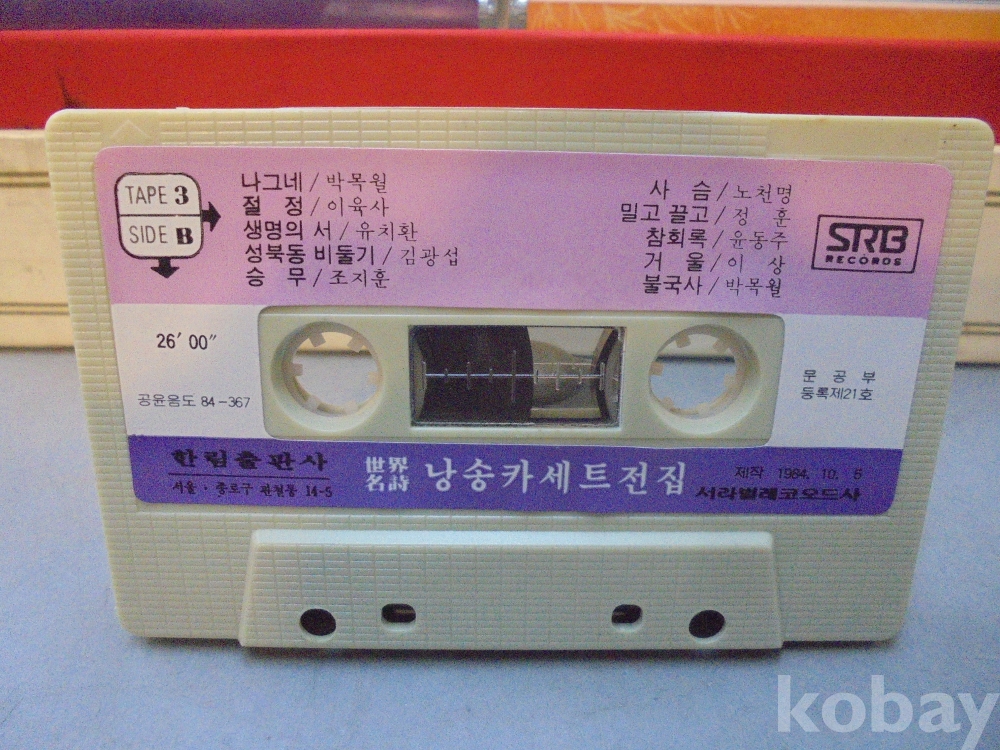 TAPE 3
SIDE B
나그네 / 박목월
절 정 / 이육사
생명의 서 / 유치환
성북동 비둘기 / 김광섭
승 무 / 조지훈
사 슴 / 노천명
밀고 끌고 / 정 훈
참회록 / 윤동주
거 울 / 이 상
불국사 / 박목월
SRB
RECORDS
26′ 00″
공윤음도 84-367
문 공 부
등록제21호
한림출판사
서울·종로구 관철동 14-5
世界
名詩
낭송카세트전집
제작 1984. 10. 5
서라벌레코오드사
kobay